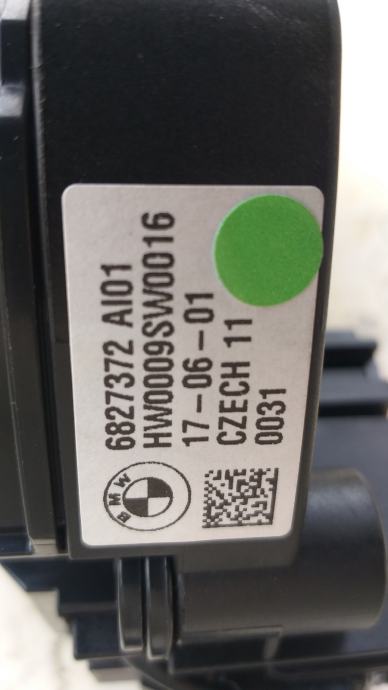 6827372 AI01
HW0009SW0016
17-06-01
CZECH 11
0031
BMW